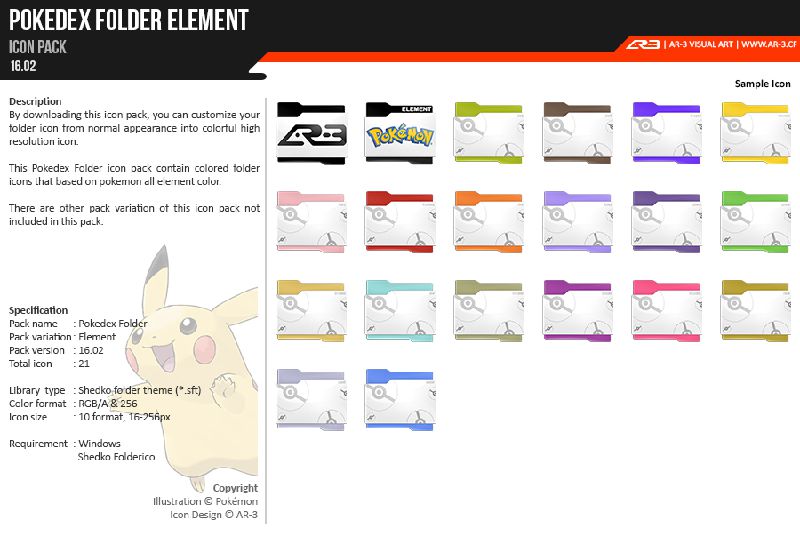 POKEDEX FOLDER ELEMENT
ICON PACK
16.02
AR-3 | AR-3 VISUAL ART | WWW.AR-3.CF
Sample Icon
Description
By downloading this icon pack, you can customize your
folder icon from normal appearance into colorful high
resolution icon.
This Pokedex Folder icon pack contain colored folder
icons that based on pokemon all element color.
There are other pack variation of this icon pack not
included in this pack.
AR-3
ELEMENT
POKéMON
Specification
Pack name : Pokedex Folder
Pack variation : Element
Pack version : 16.02
Total icon : 21
Library type : Shedko folder theme (*.sft)
Color format : RGB/A & 256
Icon size : 10 format, 16-256px
Requirement : Windows
Shedko Folderico
Copyright
Illustration © Pokémon
Icon Design © AR-3